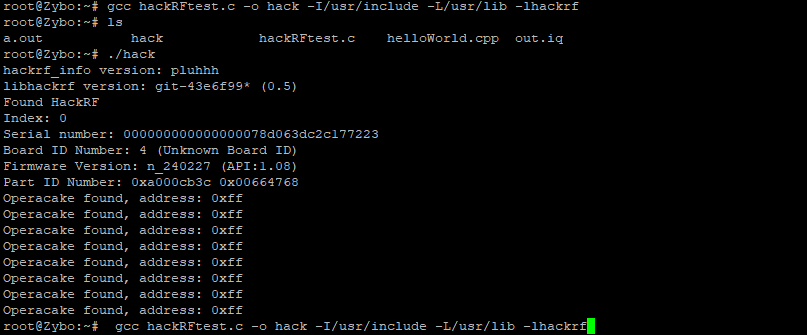 root@Zybo:~# gcc hackRFtest.c -o hack -I/usr/include -L/usr/lib -lhackrf
root@Zybo:~# ls
a.out hack hackRFtest.c helloWorld.cpp out.iq
root@Zybo:~# ./hack
hackrf_info version: pluhhh
libhackrf version: git-43e6f99* (0.5)
Found HackRF
Index: 0
Serial number: 000000000000000078d063dc2c177223
Board ID Number: 4 (Unknown Board ID)
Firmware Version: n_240227 (API:1.08)
Part ID Number: 0xa000cb3c 0x00664768
Operacake found, address: 0xff
Operacake found, address: 0xff
Operacake found, address: 0xff
Operacake found, address: 0xff
Operacake found, address: 0xff
Operacake found, address: 0xff
Operacake found, address: 0xff
Operacake found, address: 0xff
root@Zybo:~#  gcc hackRFtest.c -o hack -I/usr/include -L/usr/lib -lhackrf